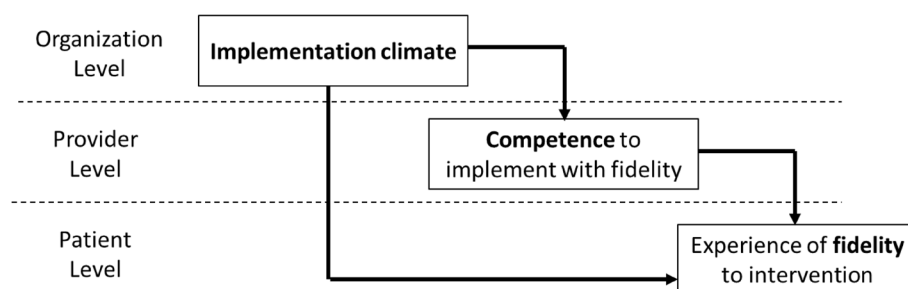 Organization
Level
Implementation climate
Provider
Level
Competence to
implement with fidelity
Patient
Level
Experience of fidelity
to intervention